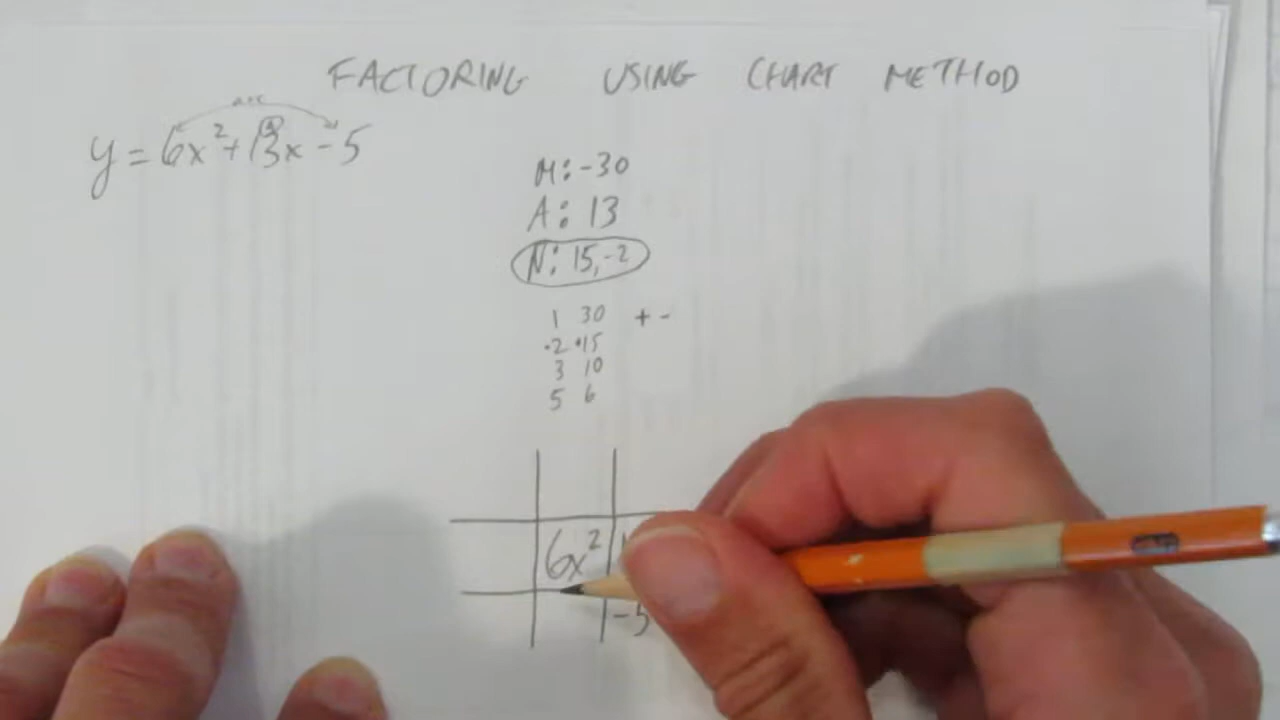 FACTORING USING CHART METHOD
a×c
y = 6x² + 13x - 5
M: -30
A: 13
N: 15, -2
1 30 + -
·2 ·15
3 10
5 6
6x²
-5